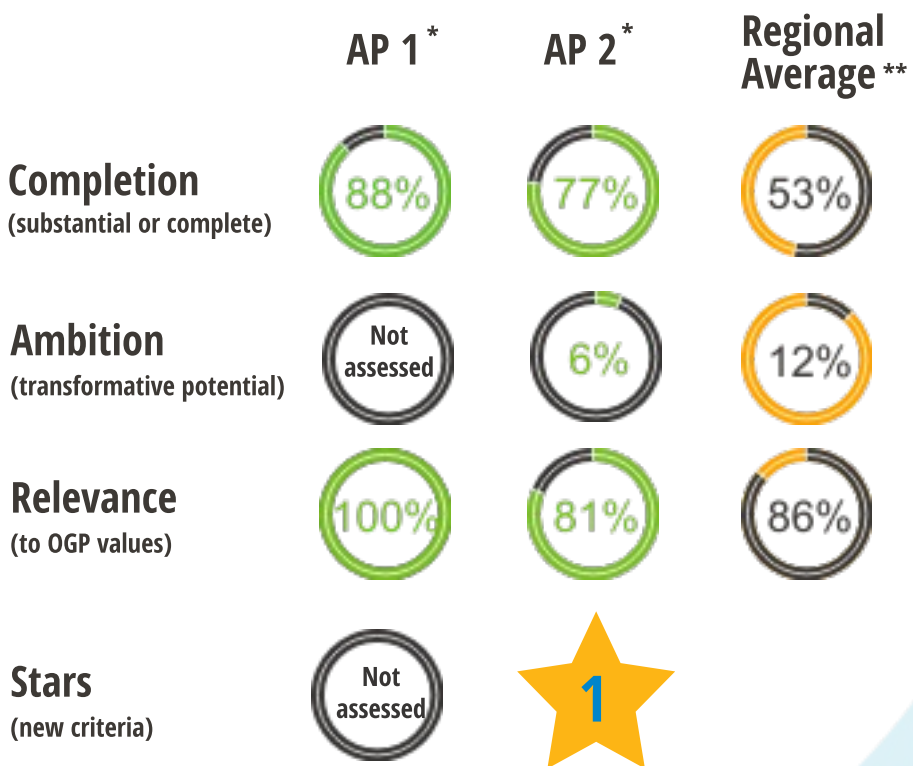 AP 1 * AP 2 * Regional
Average **
Completion
(substantial or complete)
88% 77% 53%
Ambition
(transformative potential)
Not
assessed
6% 12%
Relevance
(to OGP values)
100% 81% 86%
Stars
(new criteria)
Not
assessed
1